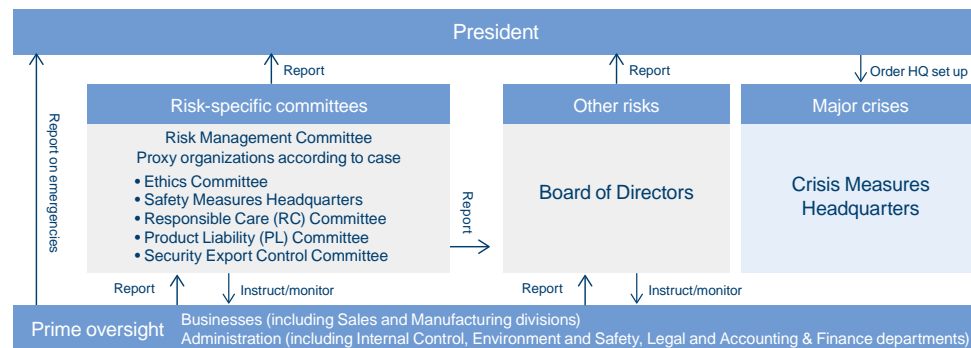 President
Report
Report
Order HQ set up
Report on emergencies
Risk-specific committees
Other risks
Major crises
Risk Management Committee
Proxy organizations according to case
• Ethics Committee
• Safety Measures Headquarters
• Responsible Care (RC) Committee
• Product Liability (PL) Committee
• Security Export Control Committee
Report
Board of Directors
Crisis Measures
Headquarters
Report
Instruct/monitor
Report
Instruct/monitor
Prime oversight
Businesses (including Sales and Manufacturing divisions)
Administration (including Internal Control, Environment and Safety, Legal and Accounting & Finance departments)